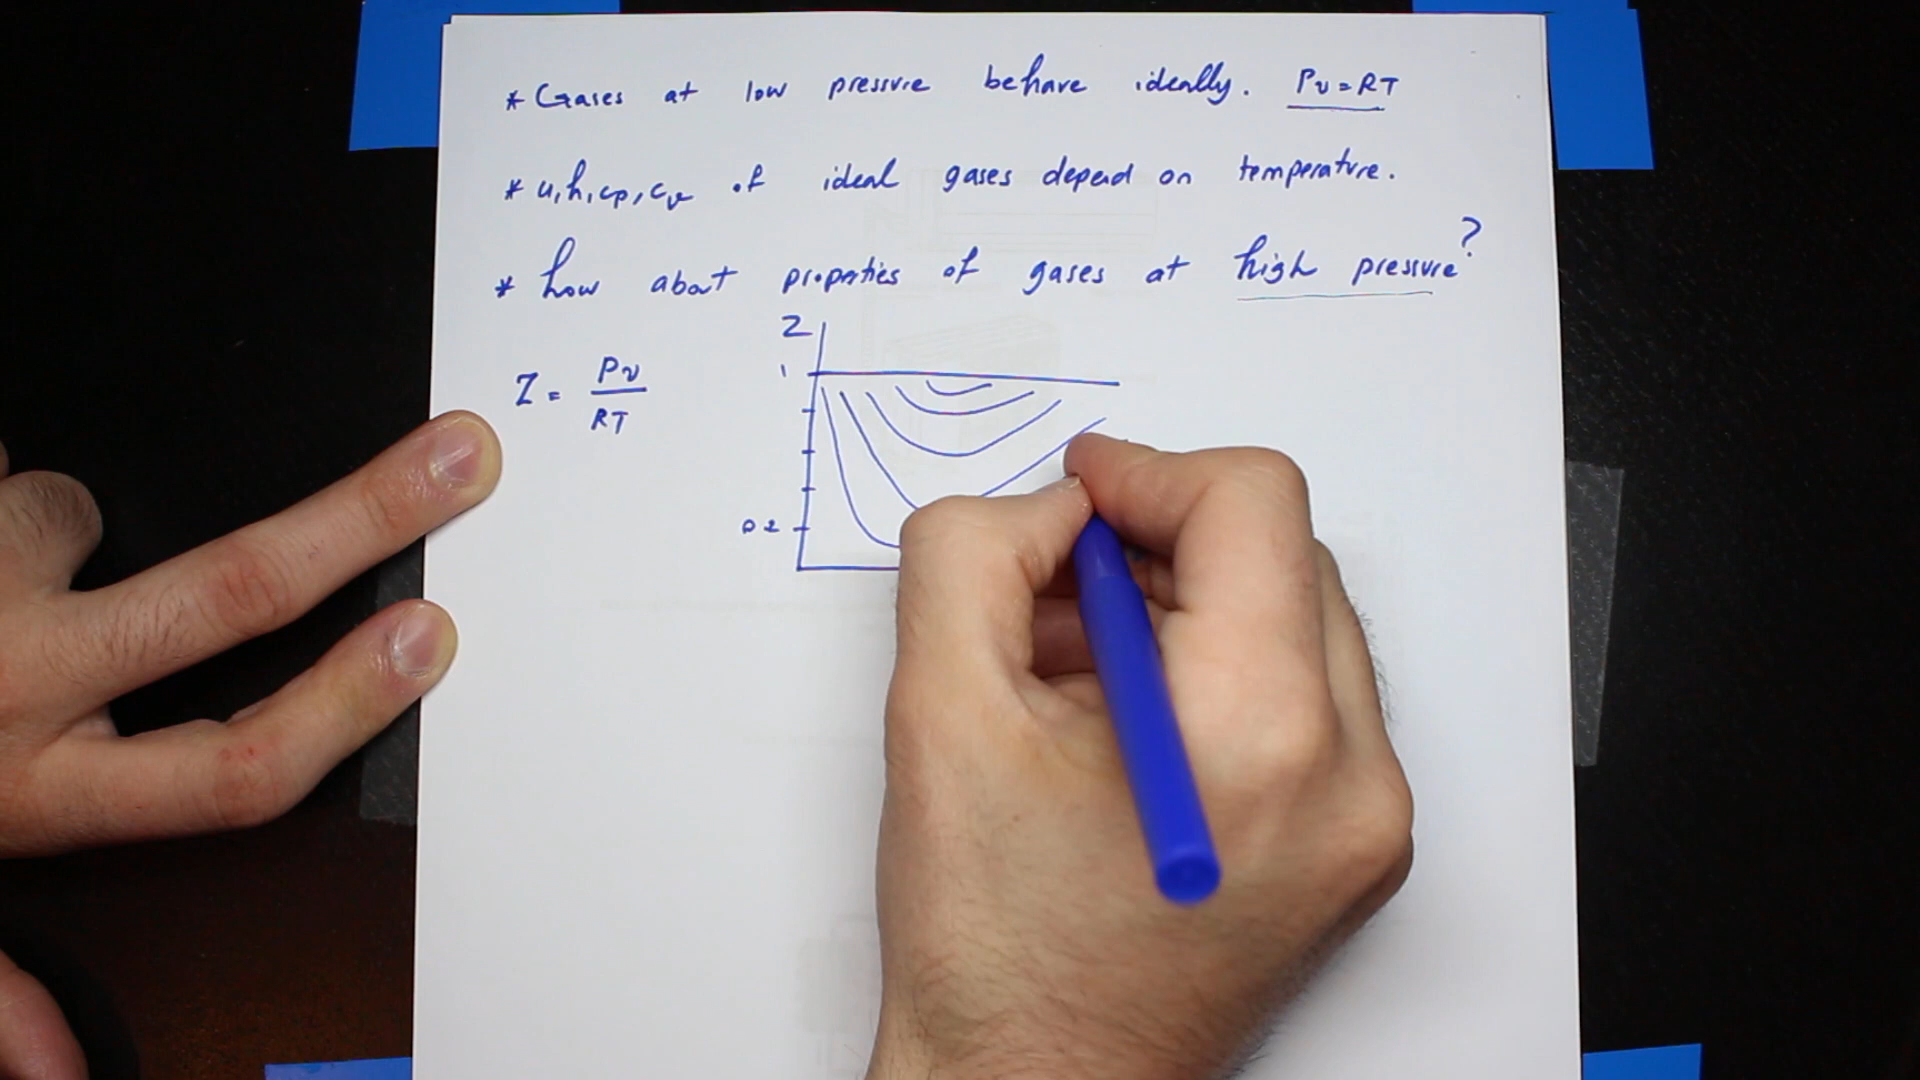 * Gases at low pressure behave ideally. Pv=RT
* u,h,cp,cv of ideal gases depend on temperature.
* how about properties of gases at high pressure?
Z = Pv/RT
Z
1
0.2